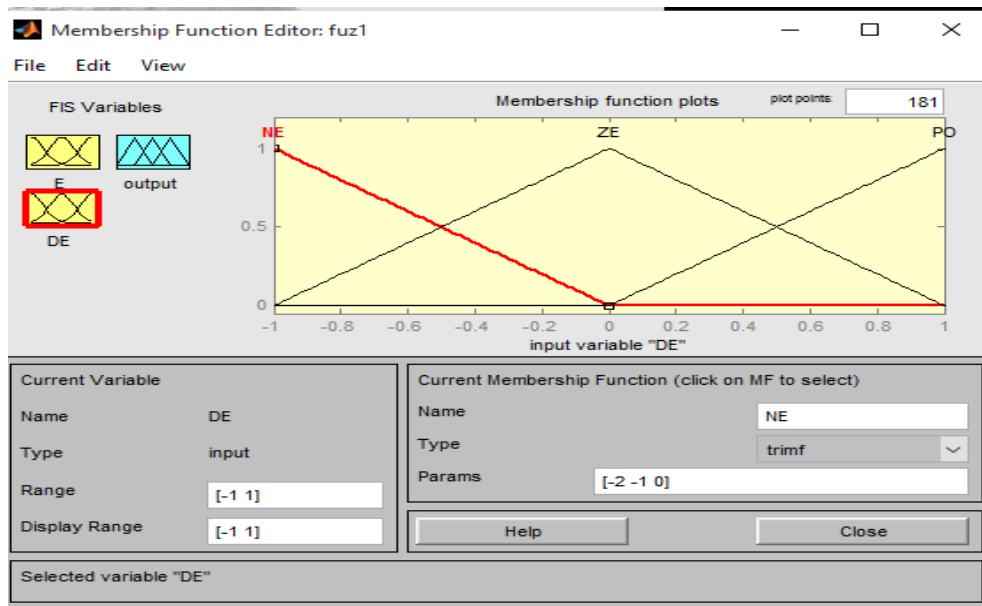 Membership Function Editor: fuz1
File Edit View
FIS Variables
Membership function plots
plot points:
181
E
output
DE
NE
ZE
PO
1
0.5
0
-1 -0.8 -0.6 -0.4 -0.2 0 0.2 0.4 0.6 0.8 1
input variable "DE"
Current Variable
Name DE
Type input
Range [-1 1]
Display Range [-1 1]
Current Membership Function (click on MF to select)
Name NE
Type trimf
Params [-2 -1 0]
Help Close
Selected variable "DE"